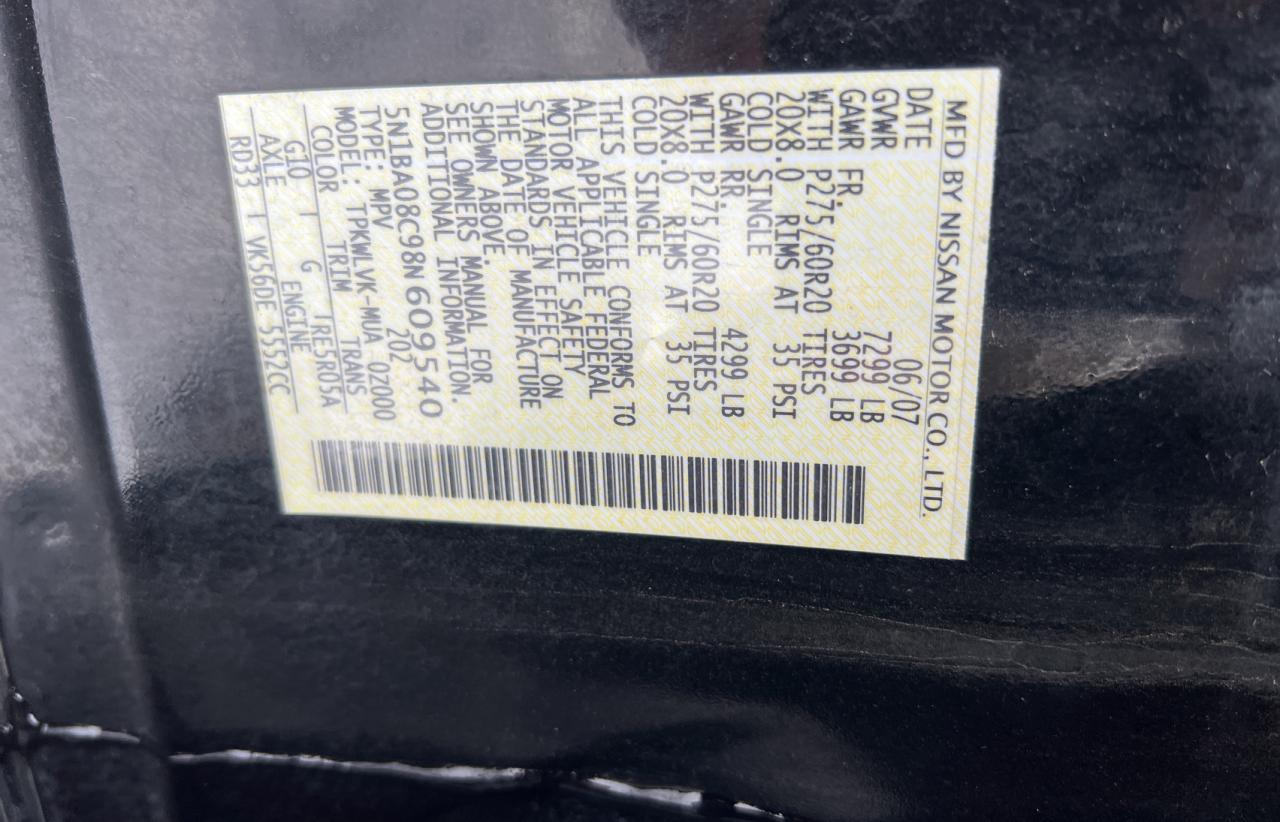 MFD BY NISSAN MOTOR CO., LTD.
DATE 06/07
GVWR 7299 LB
GAWR FR. 3699 LB
WITH P275/60R20 TIRES
20X8.0 RIMS AT 35 PSI
COLD SINGLE
GAWR RR. 4299 LB
WITH P275/60R20 TIRES
20X8.0 RIMS AT 35 PSI
COLD SINGLE
THIS VEHICLE CONFORMS TO
ALL APPLICABLE FEDERAL
MOTOR VEHICLE SAFETY
STANDARDS IN EFFECT ON
THE DATE OF MANUFACTURE
SHOWN ABOVE.
SEE OWNERS MANUAL FOR
ADDITIONAL INFORMATION.
5N1BA08C98N609540
TYPE: MPV 202
MODEL: TPKWLVK-MUA 02000
COLOR TRIM TRANS
G10 G RE5R05A
AXLE ENGINE
RD33 VK56DE 5552CC